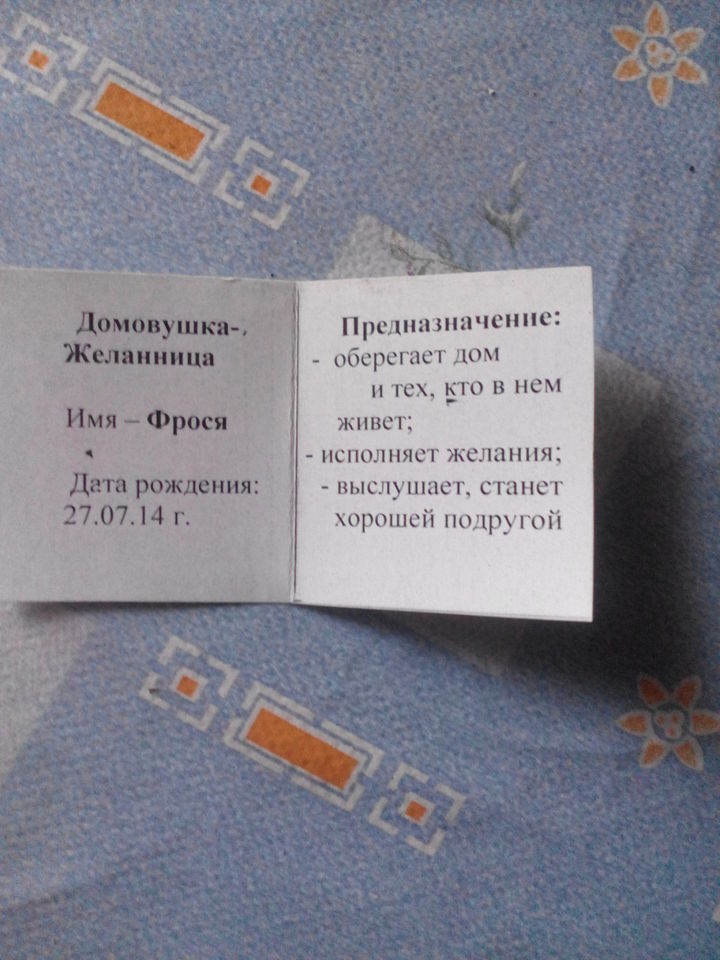 Домовушка-
Желанница
Имя – Фрося
Дата рождения:
27.07.14 г.
Предназначение:
- оберегает дом
и тех, кто в нем
живет;
- исполняет желания;
- выслушает, станет
хорошей подругой